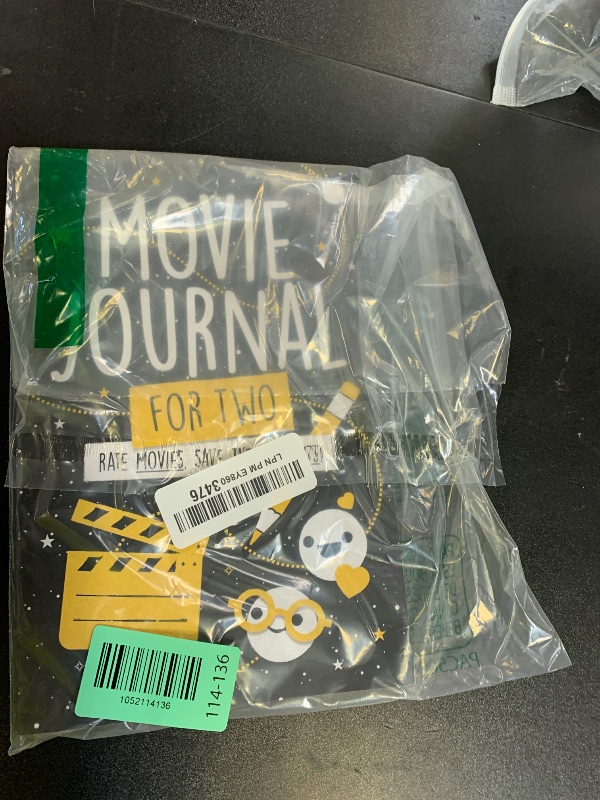 MOVIE
JOURNAL
FOR TWO
RATE MOVIES, SAVE
LPN PM EY860 3476
1052114136
114-136